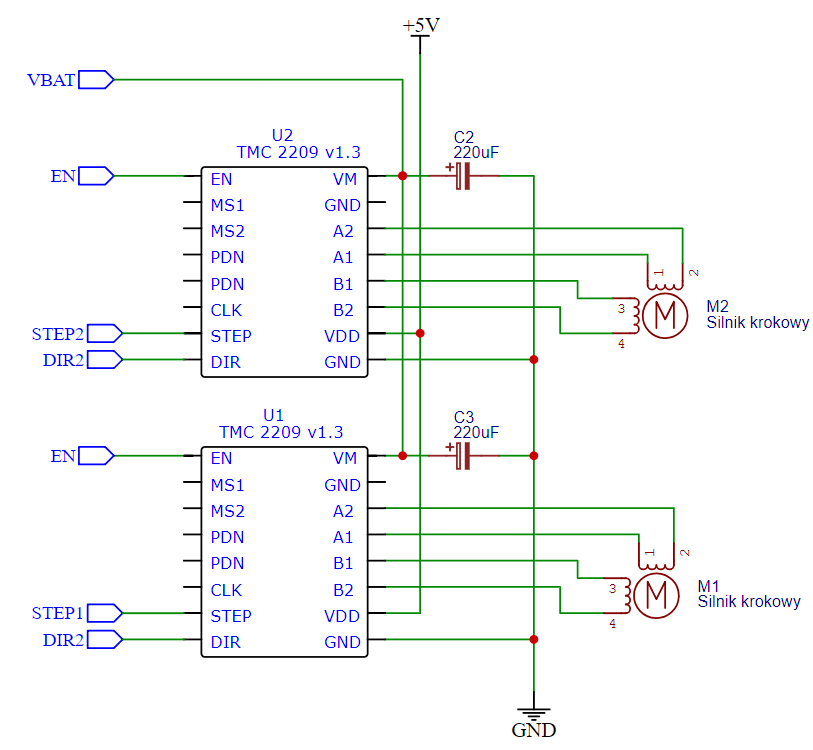 +5V
VBAT
U2
TMC 2209 v1.3
C2
220uF
+
EN
EN VM
MS1 GND
MS2 A2
PDN A1
PDN B1
CLK B2
STEP2
STEP VDD
DIR2
DIR GND
1 2
3
4
M
M2
Silnik krokowy
U1
TMC 2209 v1.3
C3
220uF
+
EN
EN VM
MS1 GND
MS2 A2
PDN A1
PDN B1
CLK B2
STEP1
STEP VDD
DIR2
DIR GND
1 2
3
4
M
M1
Silnik krokowy
GND